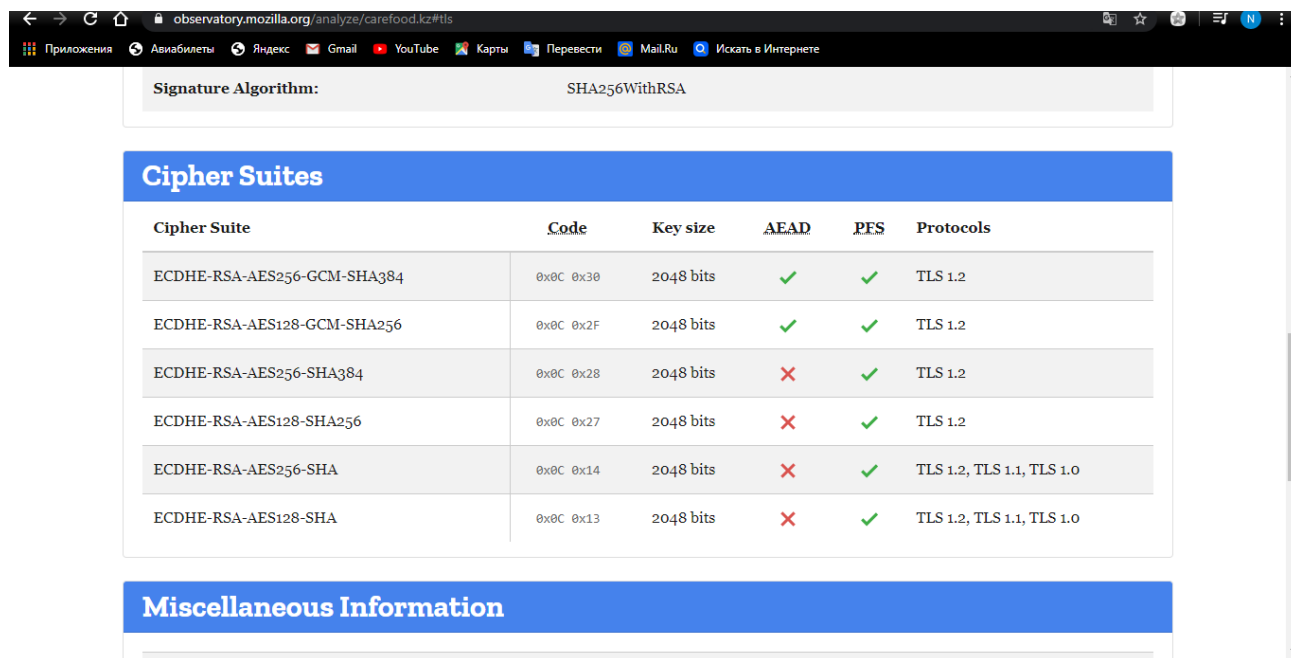 observatory.mozilla.org/analyze/carefood.kz#tls
N
Приложения Авиабилеты Яндекс Gmail YouTube Карты Перевести Mail.Ru Искать в Интернете
Signature Algorithm: SHA256WithRSA
Cipher Suites
Cipher Suite Code Key size AEAD PFS Protocols
ECDHE-RSA-AES256-GCM-SHA384 0x0C 0x30 2048 bits ✓ ✓ TLS 1.2
ECDHE-RSA-AES128-GCM-SHA256 0x0C 0x2F 2048 bits ✓ ✓ TLS 1.2
ECDHE-RSA-AES256-SHA384 0x0C 0x28 2048 bits ✕ ✓ TLS 1.2
ECDHE-RSA-AES128-SHA256 0x0C 0x27 2048 bits ✕ ✓ TLS 1.2
ECDHE-RSA-AES256-SHA 0x0C 0x14 2048 bits ✕ ✓ TLS 1.2, TLS 1.1, TLS 1.0
ECDHE-RSA-AES128-SHA 0x0C 0x13 2048 bits ✕ ✓ TLS 1.2, TLS 1.1, TLS 1.0
Miscellaneous Information